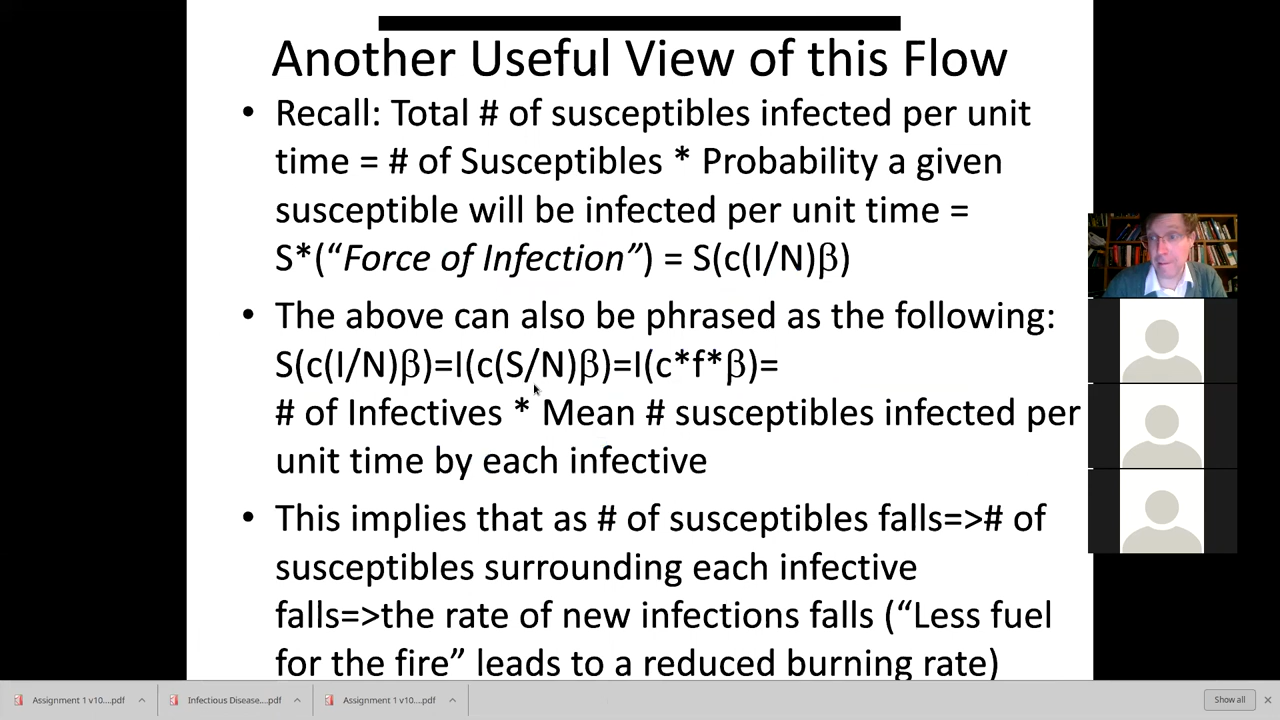 Another Useful View of this Flow
• Recall: Total # of susceptibles infected per unit
time = # of Susceptibles * Probability a given
susceptible will be infected per unit time =
S*(“Force of Infection”) = S(c(I/N)β)
• The above can also be phrased as the following:
S(c(I/N)β)=I(c(S/N)β)=I(c*f*β)=
# of Infectives * Mean # susceptibles infected per
unit time by each infective
• This implies that as # of susceptibles falls=># of
susceptibles surrounding each infective
falls=>the rate of new infections falls (“Less fuel
for the fire” leads to a reduced burning rate)
Assignment 1 v10....pdf
Infectious Disease....pdf
Assignment 1 v10....pdf
Show all